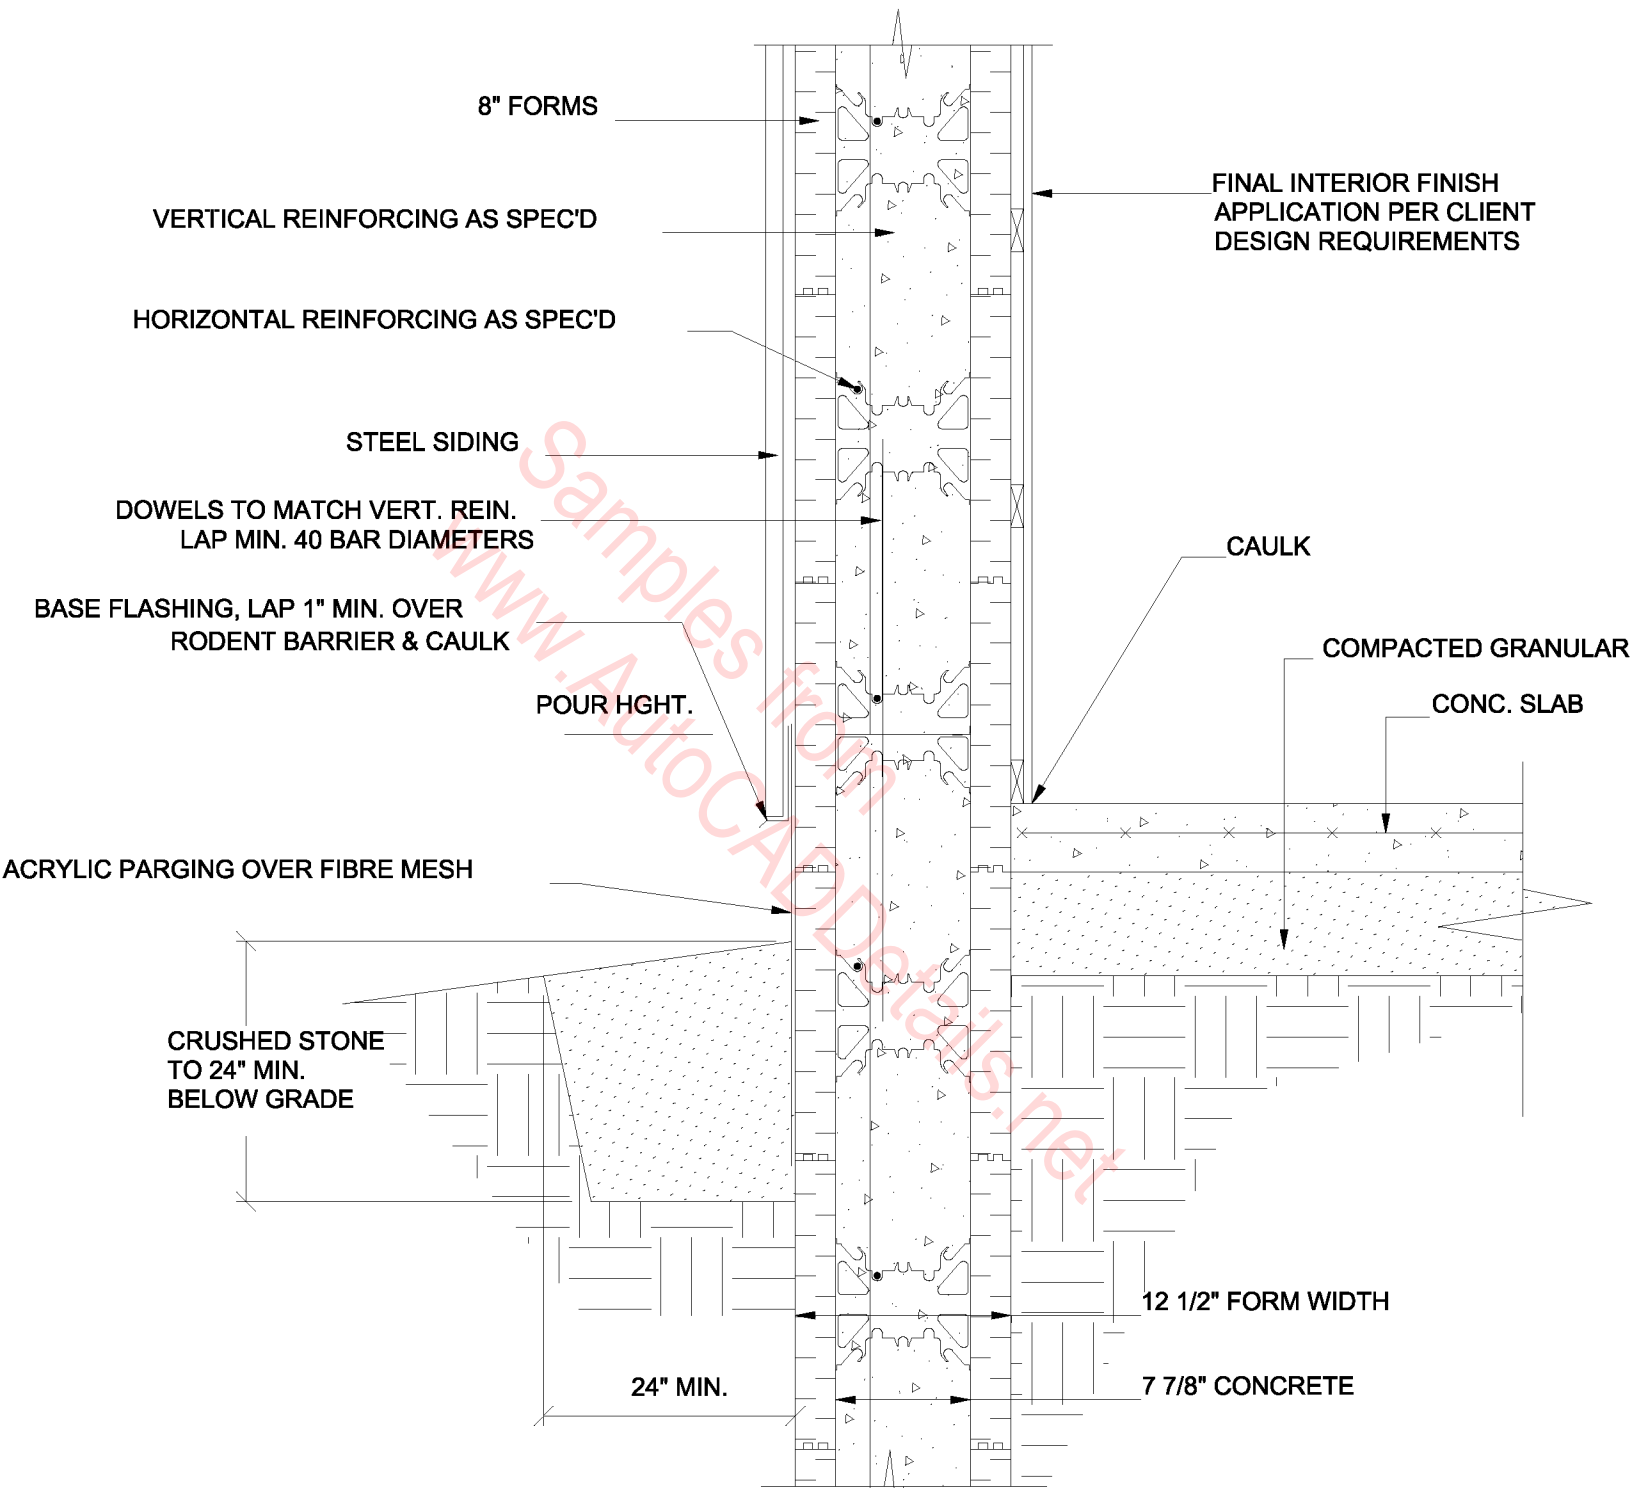 8" FORMS
FINAL INTERIOR FINISH
APPLICATION PER CLIENT
DESIGN REQUIREMENTS
VERTICAL REINFORCING AS SPEC'D
HORIZONTAL REINFORCING AS SPEC'D
STEEL SIDING
DOWELS TO MATCH VERT. REIN.
LAP MIN. 40 BAR DIAMETERS
CAULK
BASE FLASHING, LAP 1" MIN. OVER
RODENT BARRIER & CAULK
COMPACTED GRANULAR
POUR HGHT.
CONC. SLAB
ACRYLIC PARGING OVER FIBRE MESH
CRUSHED STONE
TO 24" MIN.
BELOW GRADE
12 1/2" FORM WIDTH
24" MIN.
7 7/8" CONCRETE
Samples from
www.AutoCADDetails.net